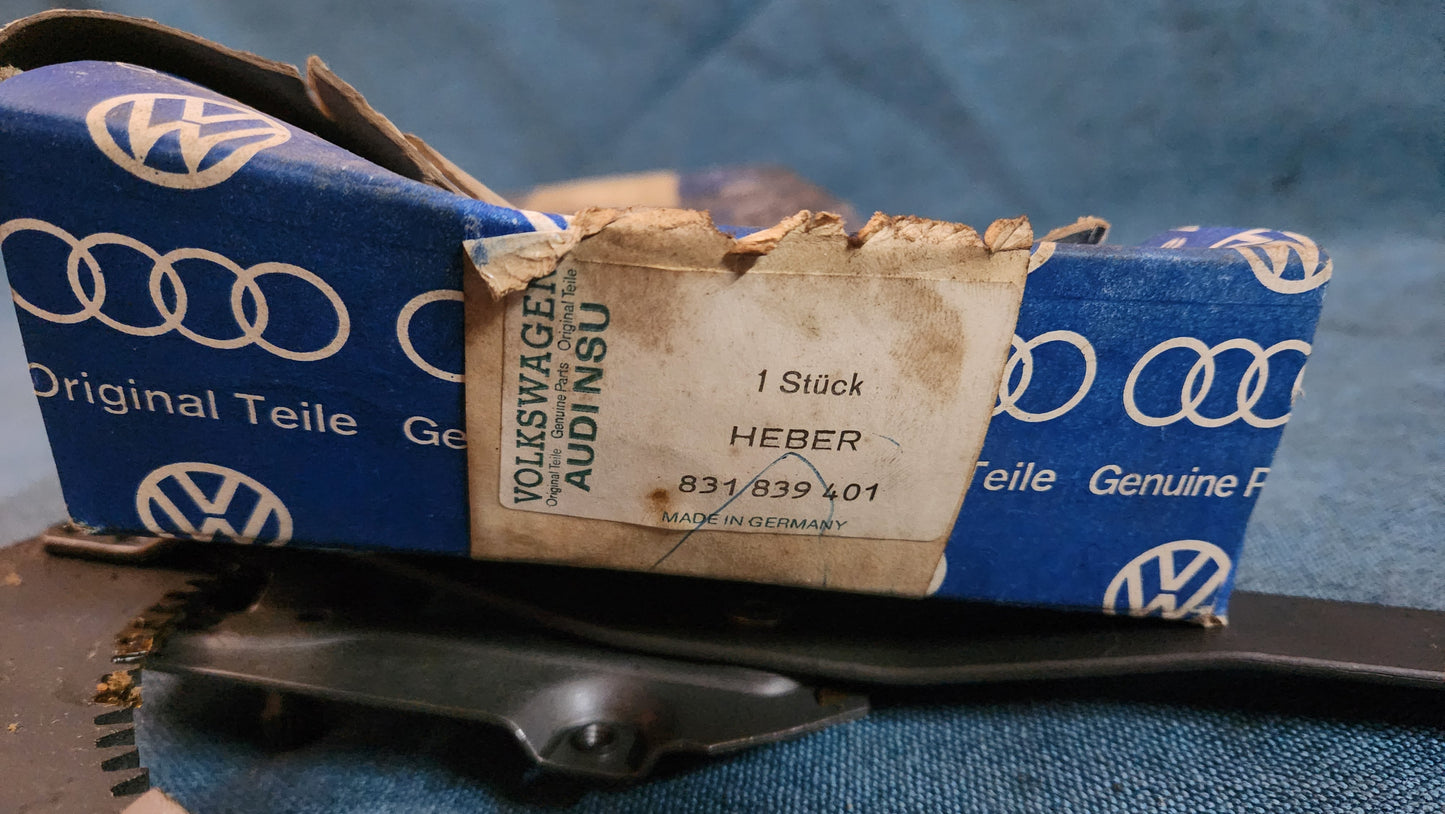 Original Teile Ge
VOLKSWAGEN
Original Teile Genuine Parts Original Teile
AUDI NSU
1 Stück
HEBER
831 839 401
MADE IN GERMANY
Teile Genuine P